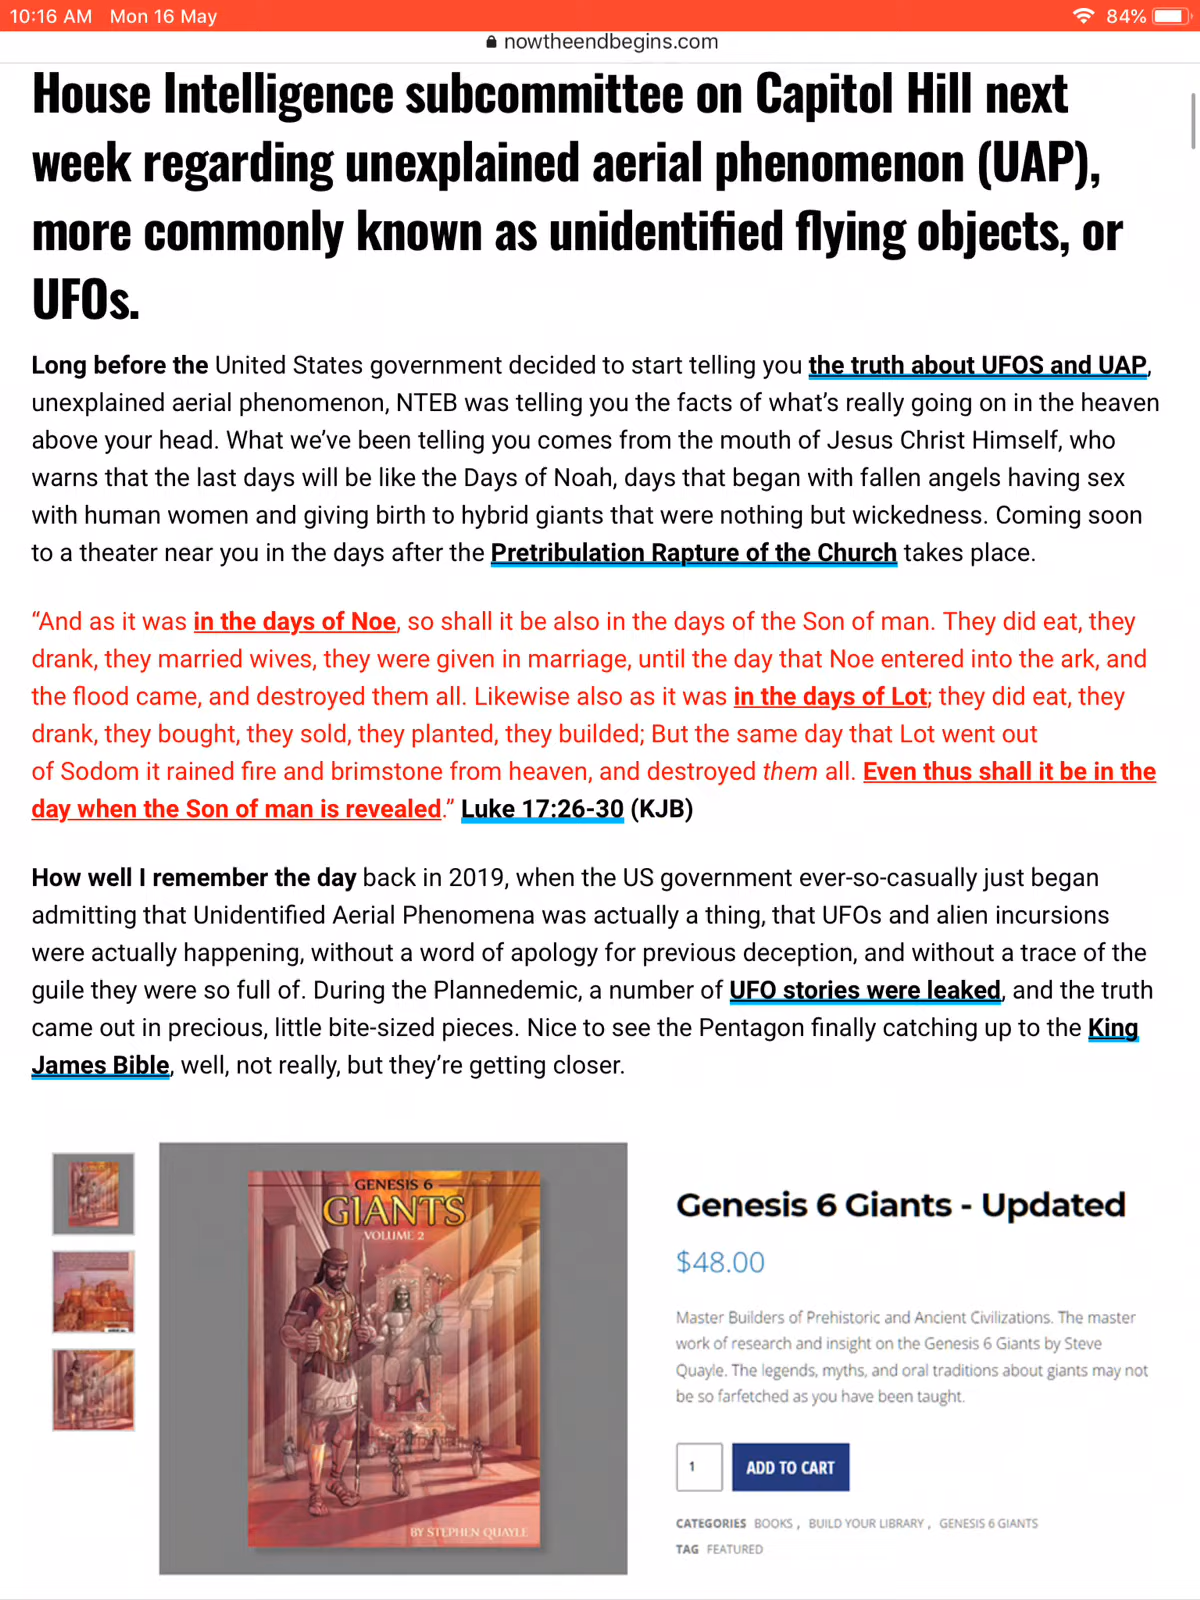 10:16 AM Mon 16 May
84%
nowtheendbegins.com
House Intelligence subcommittee on Capitol Hill next
week regarding unexplained aerial phenomenon (UAP),
more commonly known as unidentified flying objects, or
UFOs.
Long before the United States government decided to start telling you the truth about UFOS and UAP,
unexplained aerial phenomenon, NTEB was telling you the facts of what’s really going on in the heaven
above your head. What we’ve been telling you comes from the mouth of Jesus Christ Himself, who
warns that the last days will be like the Days of Noah, days that began with fallen angels having sex
with human women and giving birth to hybrid giants that were nothing but wickedness. Coming soon
to a theater near you in the days after the Pretribulation Rapture of the Church takes place.
“And as it was in the days of Noe, so shall it be also in the days of the Son of man. They did eat, they
drank, they married wives, they were given in marriage, until the day that Noe entered into the ark, and
the flood came, and destroyed them all. Likewise also as it was in the days of Lot; they did eat, they
drank, they bought, they sold, they planted, they builded; But the same day that Lot went out
of Sodom it rained fire and brimstone from heaven, and destroyed them all. Even thus shall it be in the
day when the Son of man is revealed.” Luke 17:26-30 (KJB)
How well I remember the day back in 2019, when the US government ever-so-casually just began
admitting that Unidentified Aerial Phenomena was actually a thing, that UFOs and alien incursions
were actually happening, without a word of apology for previous deception, and without a trace of the
guile they were so full of. During the Plannedemic, a number of UFO stories were leaked, and the truth
came out in precious, little bite-sized pieces. Nice to see the Pentagon finally catching up to the King
James Bible, well, not really, but they’re getting closer.
GENESIS 6
GIANTS
VOLUME 2
BY STEPHEN QUAYLE
Genesis 6 Giants - Updated
$48.00
Master Builders of Prehistoric and Ancient Civilizations. The master
work of research and insight on the Genesis 6 Giants by Steve
Quayle. The legends, myths, and oral traditions about giants may not
be so farfetched as you have been taught.
1
ADD TO CART
CATEGORIES BOOKS , BUILD YOUR LIBRARY , GENESIS 6 GIANTS
TAG FEATURED